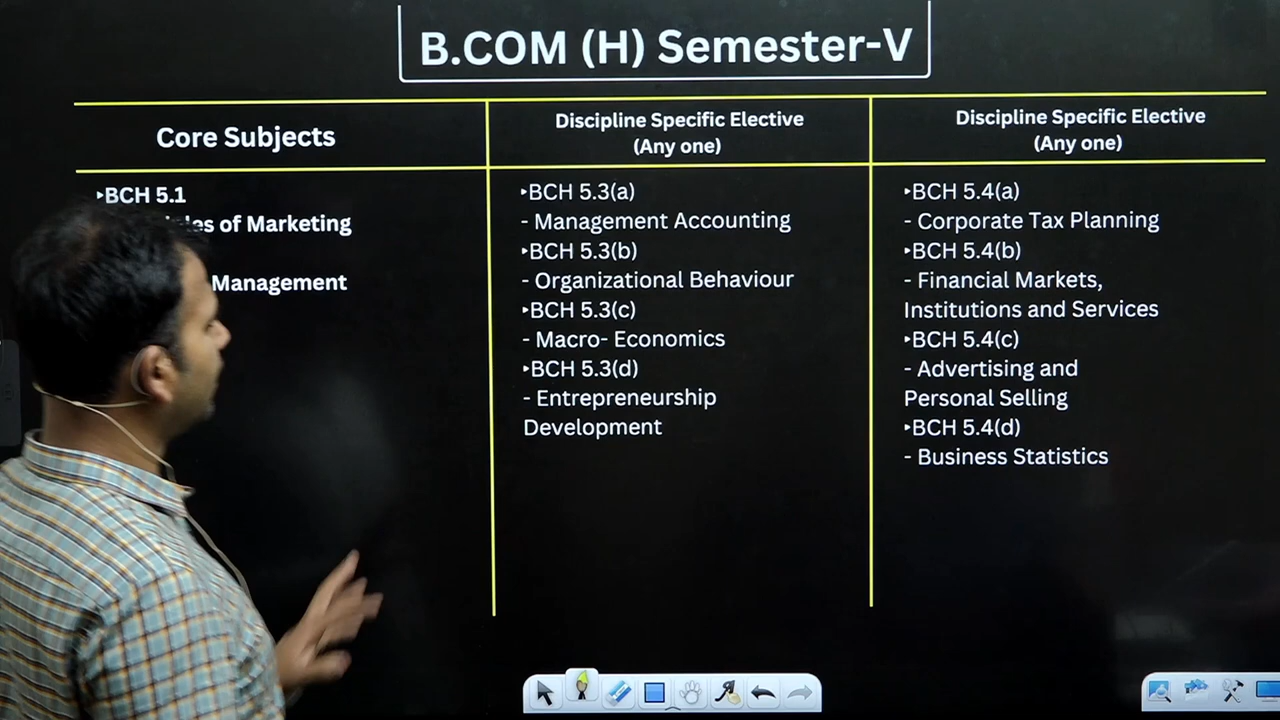 B.COM (H) Semester-V
Core Subjects
▸BCH 5.1
of Marketing
Management
Discipline Specific Elective
(Any one)
▸BCH 5.3(a)
- Management Accounting
▸BCH 5.3(b)
- Organizational Behaviour
▸BCH 5.3(c)
- Macro- Economics
▸BCH 5.3(d)
- Entrepreneurship
Development
Discipline Specific Elective
(Any one)
▸BCH 5.4(a)
- Corporate Tax Planning
▸BCH 5.4(b)
- Financial Markets,
Institutions and Services
▸BCH 5.4(c)
- Advertising and
Personal Selling
▸BCH 5.4(d)
- Business Statistics